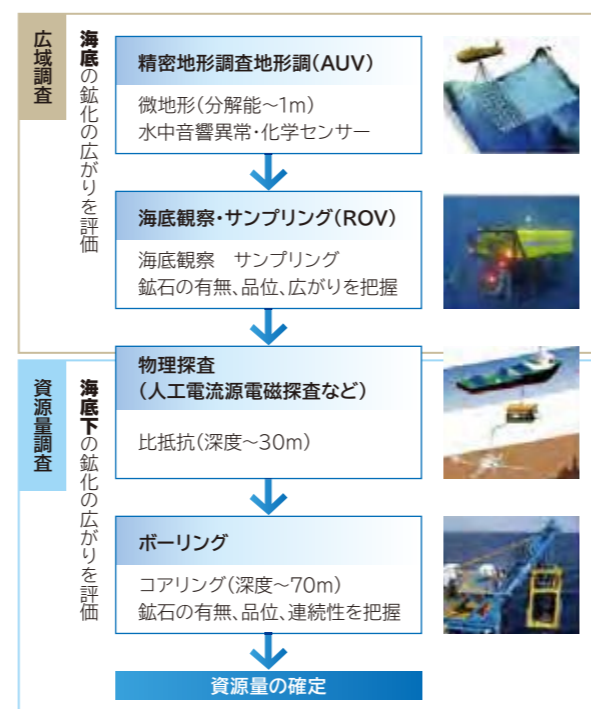 広域調査
海底の鉱化の広がりを評価
精密地形調査地形調(AUV)
微地形(分解能～1m)
水中音響異常・化学センサー
海底観察・サンプリング(ROV)
海底観察　サンプリング
鉱石の有無、品位、広がりを把握
資源量調査
海底下の鉱化の広がりを評価
物理探査
(人工電流源電磁探査など)
比抵抗(深度～30m)
ボーリング
コアリング(深度～70m)
鉱石の有無、品位、連続性を把握
資源量の確定